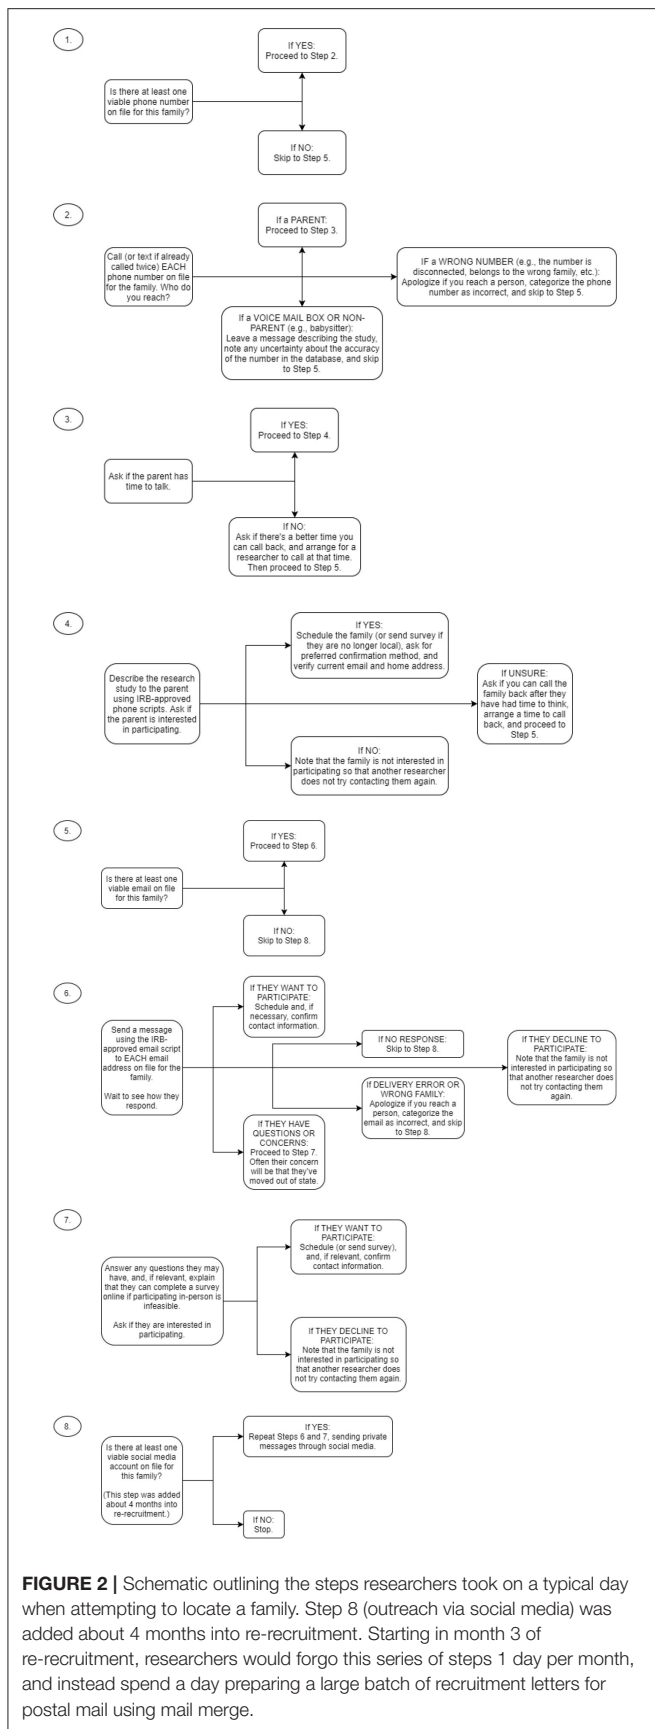 1.
If YES:
Proceed to Step 2.
Is there at least one
viable phone number
on file for this family?
If NO:
Skip to Step 5.
2.
If a PARENT:
Proceed to Step 3.
Call (or text if already
called twice) EACH
phone number on file
for the family. Who do
you reach?
IF a WRONG NUMBER (e.g., the number is
disconnected, belongs to the wrong family, etc.):
Apologize if you reach a person, categorize the phone
number as incorrect, and skip to Step 5.
If a VOICE MAIL BOX OR NON-
PARENT (e.g., babysitter):
Leave a message describing the study,
note any uncertainty about the accuracy
of the number in the database, and skip
to Step 5.
3.
If YES:
Proceed to Step 4.
Ask if the parent has
time to talk.
If NO:
Ask if there's a better time you
can call back, and arrange for a
researcher to call at that time.
Then proceed to Step 5.
4.
If YES:
Schedule the family (or send survey if
they are no longer local), ask for
preferred confirmation method, and
verify current email and home address.
Describe the research
study to the parent
using IRB-approved
phone scripts. Ask if
the parent is interested
in participating.
If UNSURE:
Ask if you can call the
family back after they
have had time to think,
arrange a time to call
back, and proceed to
Step 5.
If NO:
Note that the family is not interested in
participating so that another researcher
does not try contacting them again.
5.
If YES:
Proceed to Step 6.
Is there at least one
viable email on file
for this family?
If NO:
Skip to Step 8.
6.
If THEY WANT TO
PARTICIPATE:
Schedule and, if
necessary, confirm
contact information.
Send a message
using the IRB-
approved email script
to EACH email
address on file for the
family.
Wait to see how they
respond.
If NO RESPONSE:
Skip to Step 8.
If THEY DECLINE TO
PARTICIPATE:
Note that the family is not
interested in participating so
that another researcher does
not try contacting them
again.
If DELIVERY ERROR OR
WRONG FAMILY:
Apologize if you reach a
person, categorize the
email as incorrect, and skip
to Step 8.
If THEY HAVE
QUESTIONS OR
CONCERNS:
Proceed to Step 7.
Often their concern
will be that they've
moved out of state.
7.
If THEY WANT TO
PARTICIPATE:
Schedule (or send survey),
and, if relevant, confirm
contact information.
Answer any questions they may
have, and, if relevant, explain
that they can complete a survey
online if participating in-person is
infeasible.
Ask if they are interested in
participating.
If THEY DECLINE TO
PARTICIPATE:
Note that the family is not
interested in participating so
that another researcher does
not try contacting them again.
8.
If YES:
Repeat Steps 6 and 7, sending private
messages through social media.
Is there at least one
viable social media
account on file for
this family?
(This step was added
about 4 months into
re-recruitment.)
If NO:
Stop.
FIGURE 2 | Schematic outlining the steps researchers took on a typical day
when attempting to locate a family. Step 8 (outreach via social media) was
added about 4 months into re-recruitment. Starting in month 3 of
re-recruitment, researchers would forgo this series of steps 1 day per month,
and instead spend a day preparing a large batch of recruitment letters for
postal mail using mail merge.